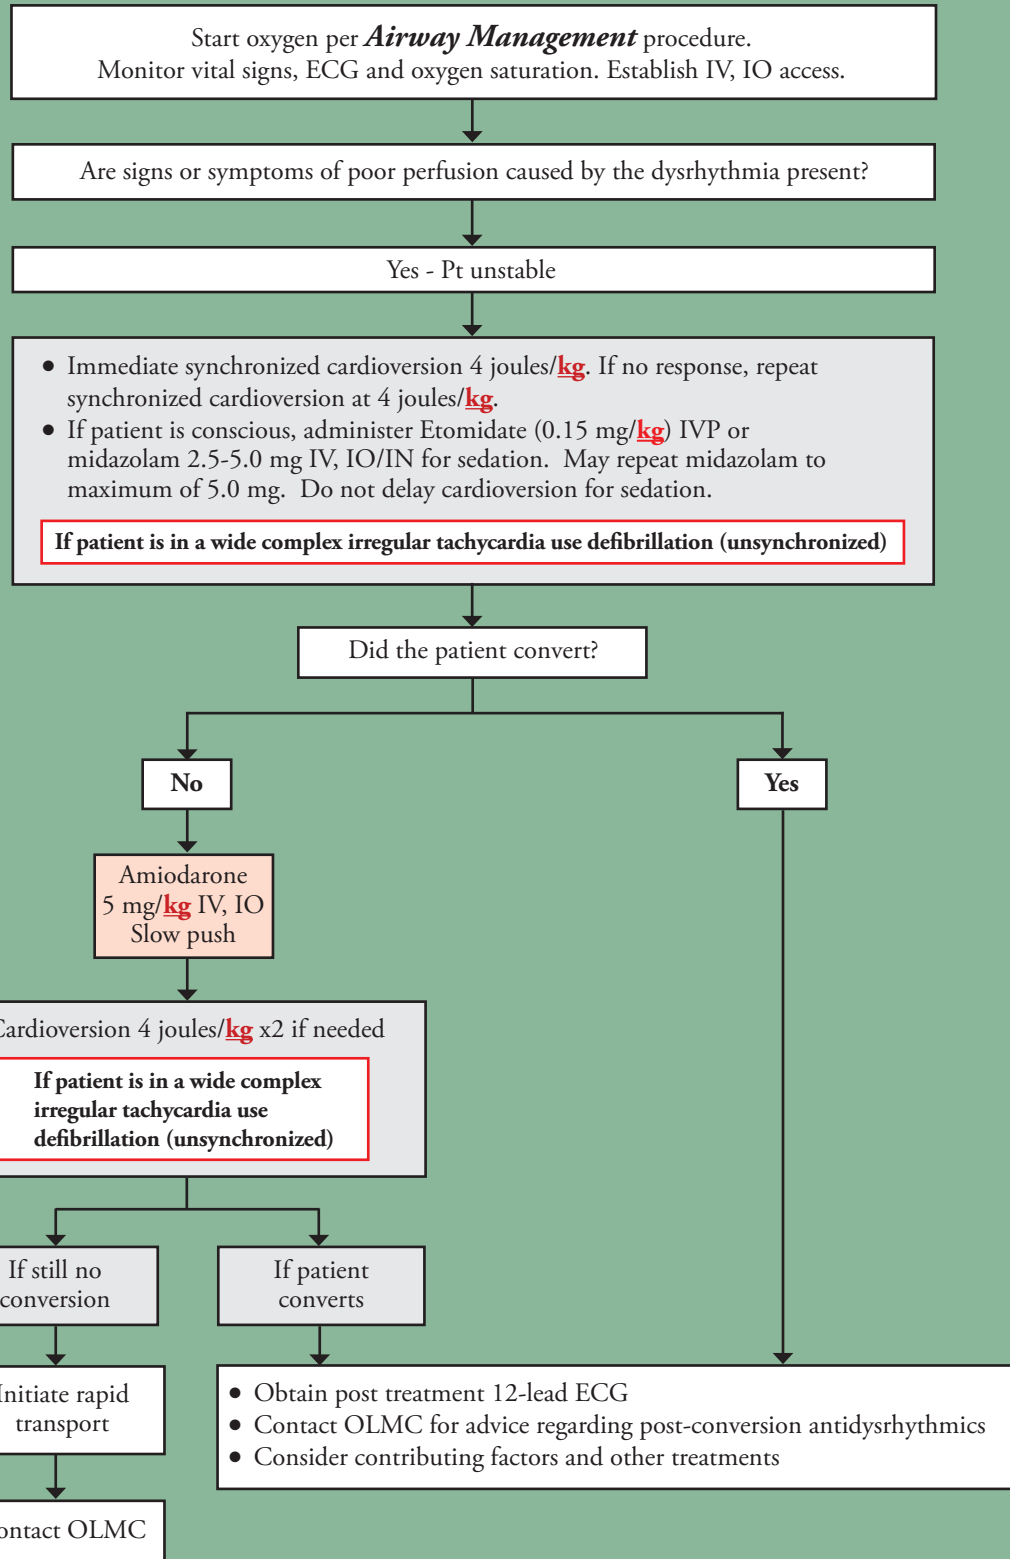 Start oxygen per Airway Management procedure.
Monitor vital signs, ECG and oxygen saturation. Establish IV, IO access.
Are signs or symptoms of poor perfusion caused by the dysrhythmia present?
Yes - Pt unstable
• Immediate synchronized cardioversion 4 joules/kg. If no response, repeat
synchronized cardioversion at 4 joules/kg.
• If patient is conscious, administer Etomidate (0.15 mg/kg) IVP or
midazolam 2.5-5.0 mg IV, IO/IN for sedation.  May repeat midazolam to
maximum of 5.0 mg.  Do not delay cardioversion for sedation.
If patient is in a wide complex irregular tachycardia use defibrillation (unsynchronized)
Did the patient convert?
No
Yes
Amiodarone
5 mg/kg IV, IO
Slow push
Cardioversion 4 joules/kg x2 if needed
If patient is in a wide complex
irregular tachycardia use
defibrillation (unsynchronized)
If still no
conversion
If patient
converts
Initiate rapid
transport
• Obtain post treatment 12-lead ECG
• Contact OLMC for advice regarding post-conversion antidysrhythmics
• Consider contributing factors and other treatments
ontact OLMC